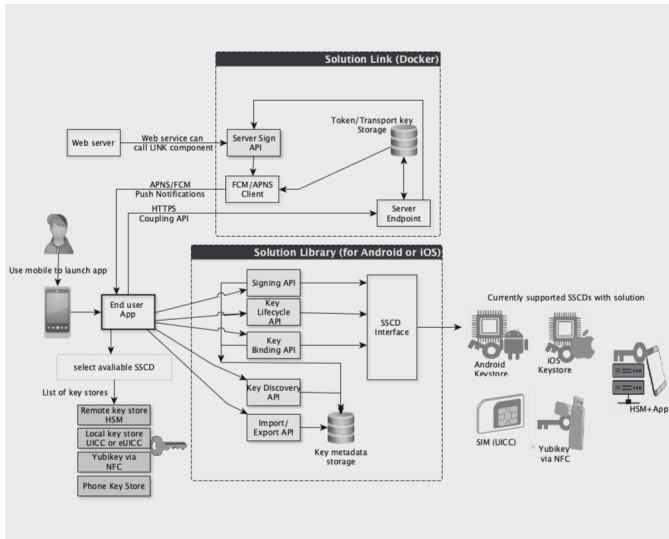 Solution Link (Docker)
Token/Transport key
Storage
Web server
Web service can
call LINK component
Server Sign
API
APNS/FCM
Push Notifications
FCM/APNS
Client
HTTPS
Coupling API
Server
Endpoint
Solution Library (for Android or iOS)
Use mobile to launch app
End user
App
Signing API
Key
Lifecycle
API
Key
Binding API
SSCD
Interface
Key Discovery
API
Import/
Export API
Key metadata
storage
select avaliable SSCD
List of key stores
Remote key store
HSM
Local key store
UICC or eUICC
Yubikey via
NFC
Phone Key Store
Currently supported SSCDs with solution
Android
Keystore
iOS
Keystore
HSM+App
SIM (UICC)
Yubikey
via NFC